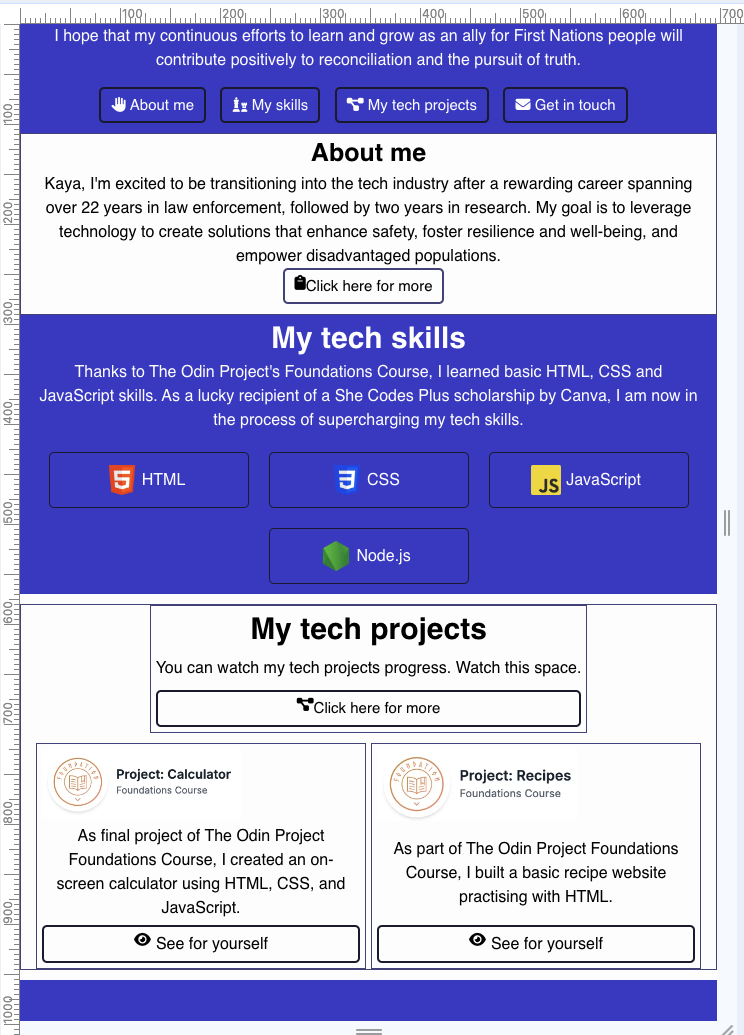 100 200 300 400 500 600 700
I hope that my continuous efforts to learn and grow as an ally for First Nations people will
contribute positively to reconciliation and the pursuit of truth.
About me My skills My tech projects Get in touch
100
About me
Kaya, I'm excited to be transitioning into the tech industry after a rewarding career spanning
200
over 22 years in law enforcement, followed by two years in research. My goal is to leverage
technology to create solutions that enhance safety, foster resilience and well-being, and
empower disadvantaged populations.
Click here for more
300
My tech skills
Thanks to The Odin Project's Foundations Course, I learned basic HTML, CSS and
JavaScript skills. As a lucky recipient of a She Codes Plus scholarship by Canva, I am now in
400
the process of supercharging my tech skills.
HTML CSS JS JavaScript
500
Node.js
600
My tech projects
You can watch my tech projects progress. Watch this space.
700
Click here for more
FOUNDATION Project: Calculator
Foundations Course
FOUNDATION Project: Recipes
Foundations Course
800
As final project of The Odin Project
Foundations Course, I created an on-
screen calculator using HTML, CSS, and
JavaScript.
As part of The Odin Project Foundations
Course, I built a basic recipe website
practising with HTML.
900
See for yourself See for yourself
1000